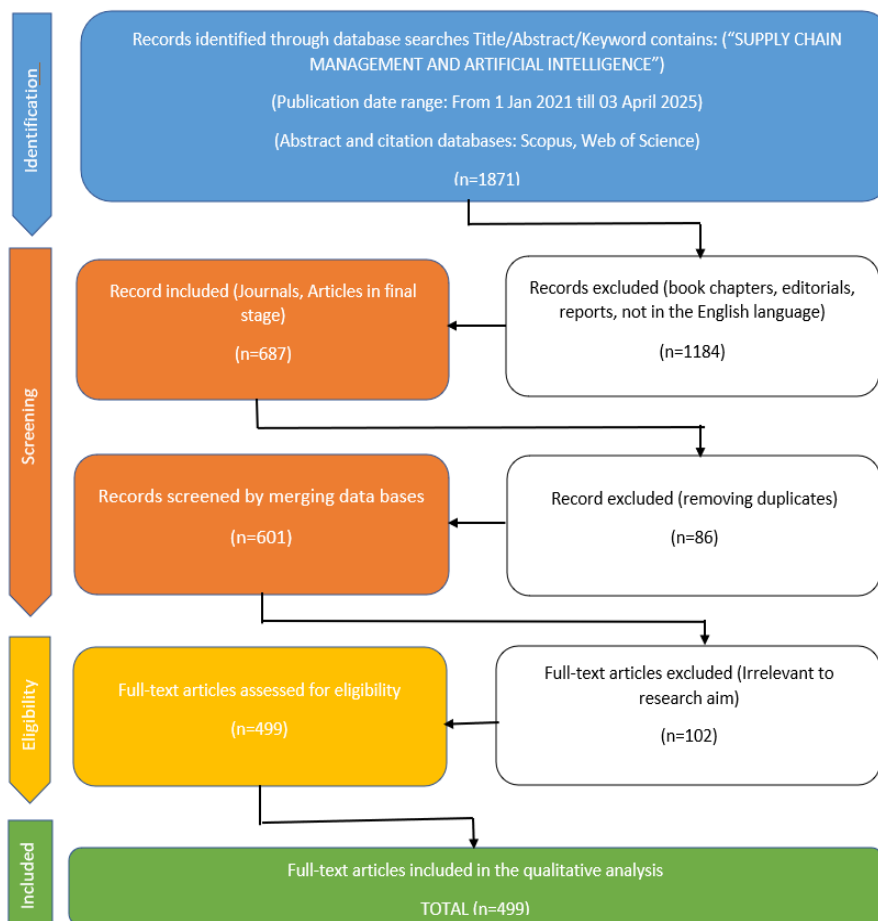 Identification
Records identified through database searches Title/Abstract/Keyword contains: (“SUPPLY CHAIN
MANAGEMENT AND ARTIFICIAL INTELLIGENCE”)
(Publication date range: From 1 Jan 2021 till 03 April 2025)
(Abstract and citation databases: Scopus, Web of Science)
(n=1871)
Screening
Record included (Journals, Articles in final
stage)
(n=687)
Records excluded (book chapters, editorials,
reports, not in the English language)
(n=1184)
Records screened by merging data bases
(n=601)
Record excluded (removing duplicates)
(n=86)
Eligibility
Full-text articles assessed for eligibility
(n=499)
Full-text articles excluded (Irrelevant to
research aim)
(n=102)
Included
Full-text articles included in the qualitative analysis
TOTAL (n=499)